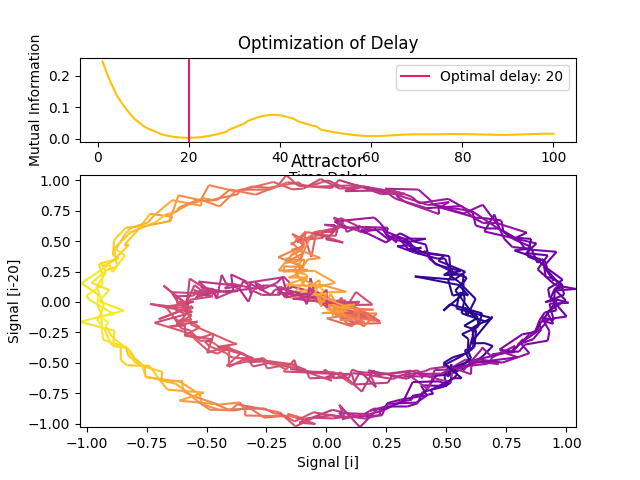 Optimization of Delay
Mutual Information
0.2
0.1
0.0
Optimal delay: 20
0 20 40 60 80 100
Time Delay
Attractor
Signal [i-20]
1.00
0.75
0.50
0.25
0.00
−0.25
−0.50
−0.75
−1.00
−1.00 −0.75 −0.50 −0.25 0.00 0.25 0.50 0.75 1.00
Signal [i]